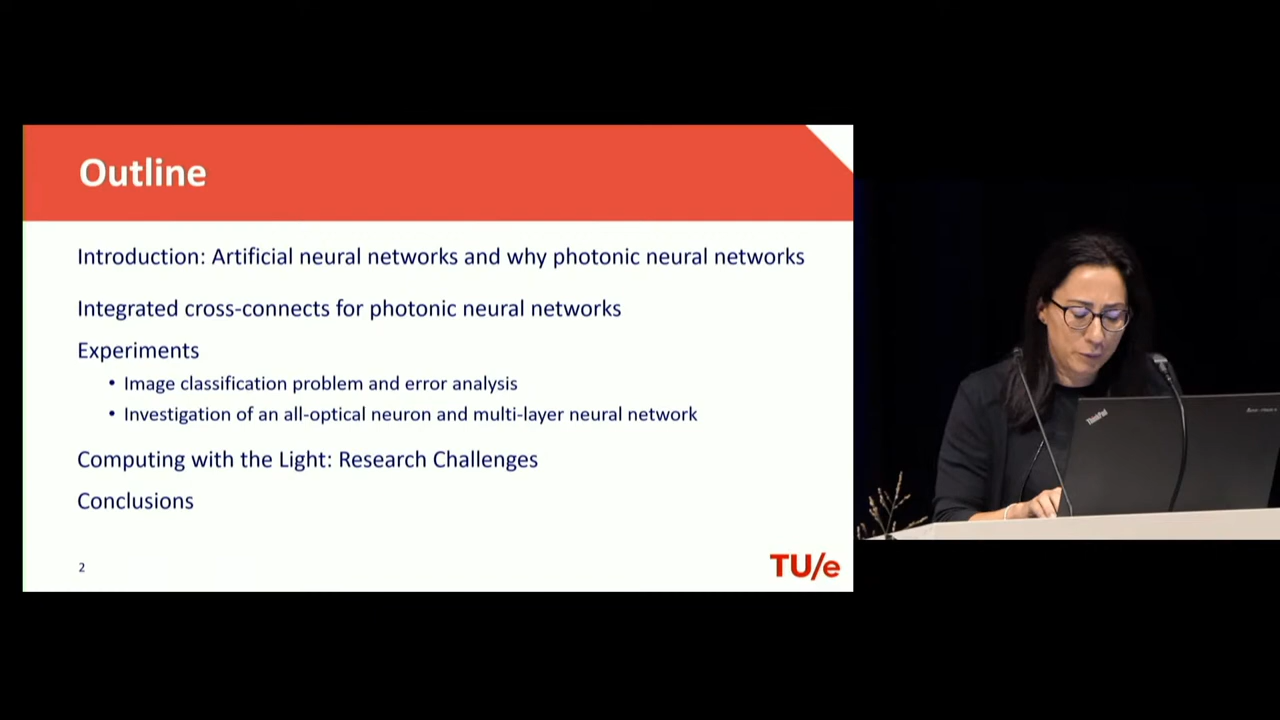 Outline
Introduction: Artificial neural networks and why photonic neural networks
Integrated cross-connects for photonic neural networks
Experiments
• Image classification problem and error analysis
• Investigation of an all-optical neuron and multi-layer neural network
Computing with the Light: Research Challenges
Conclusions
2
TU/e
ThinkPad